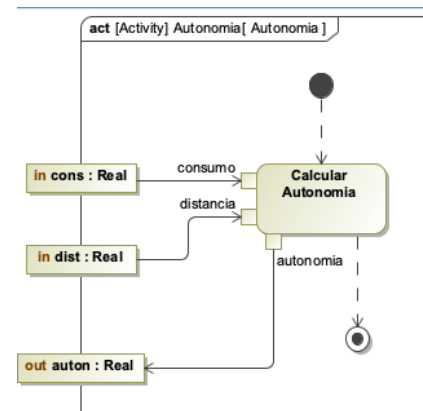 act [Activity] Autonomia[ Autonomia ]
in cons : Real
consumo
Calcular
Autonomia
distancia
in dist : Real
autonomia
out auton : Real